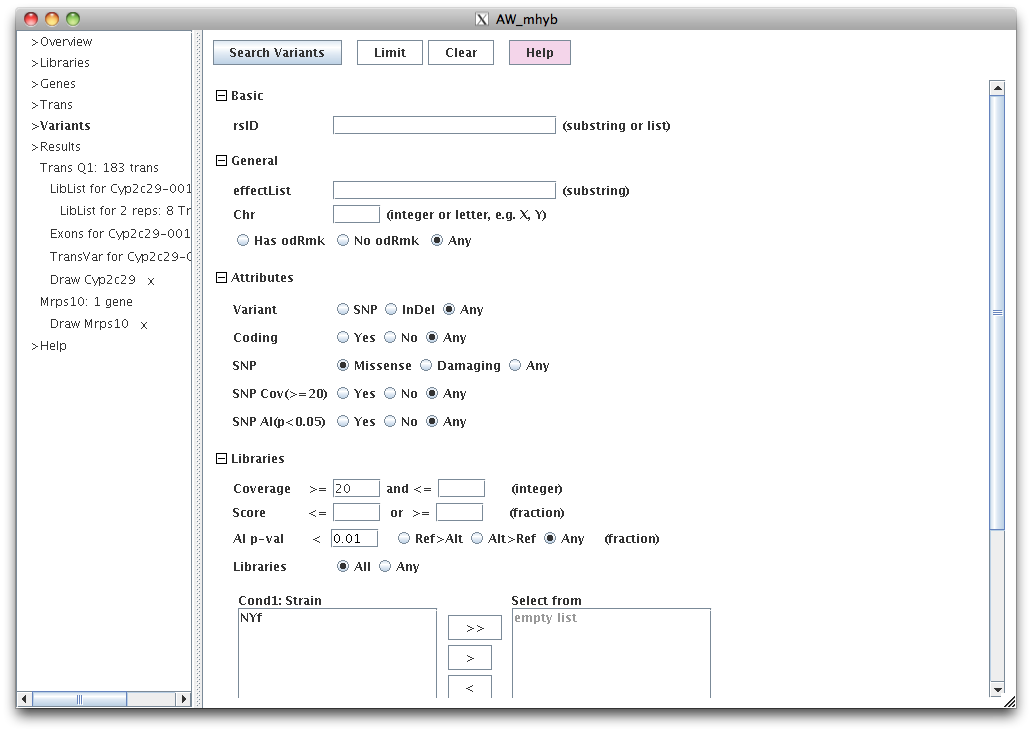 AW_mhyb
>Overview
>Libraries
>Genes
>Trans
>Variants
>Results
Trans Q1: 183 trans
LibList for Cyp2c29-001
LibList for 2 reps: 8 Tr
Exons for Cyp2c29-001
TransVar for Cyp2c29-0
Draw Cyp2c29 x
Mrps10: 1 gene
Draw Mrps10 x
>Help
Search Variants Limit Clear Help
Basic
rsID (substring or list)
General
effectList (substring)
Chr (integer or letter, e.g. X, Y)
Has odRmk No odRmk Any
Attributes
Variant SNP InDel Any
Coding Yes No Any
SNP Missense Damaging Any
SNP Cov(>=20) Yes No Any
SNP AI(p<0.05) Yes No Any
Libraries
Coverage >= 20 and <= (integer)
Score <= or >= (fraction)
AI p-val < 0.01 Ref>Alt Alt>Ref Any (fraction)
Libraries All Any
Cond1: Strain Select from
NYf empty list
>>
>
<